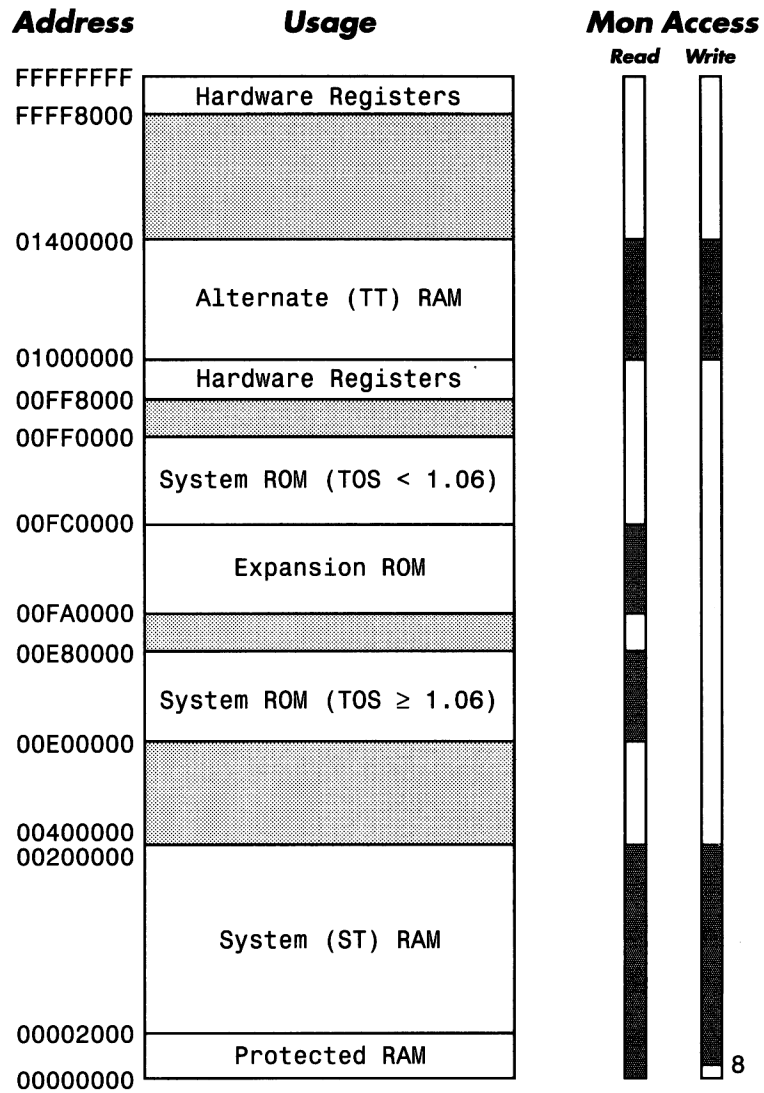 Address Usage Mon Access
Read Write
FFFFFFFF
Hardware Registers
FFFF8000
01400000
Alternate (TT) RAM
01000000
Hardware Registers
00FF8000
00FF0000
System ROM (TOS < 1.06)
00FC0000
Expansion ROM
00FA0000
00E80000
System ROM (TOS ≥ 1.06)
00E00000
00400000
00200000
System (ST) RAM
00002000
Protected RAM
8
00000000